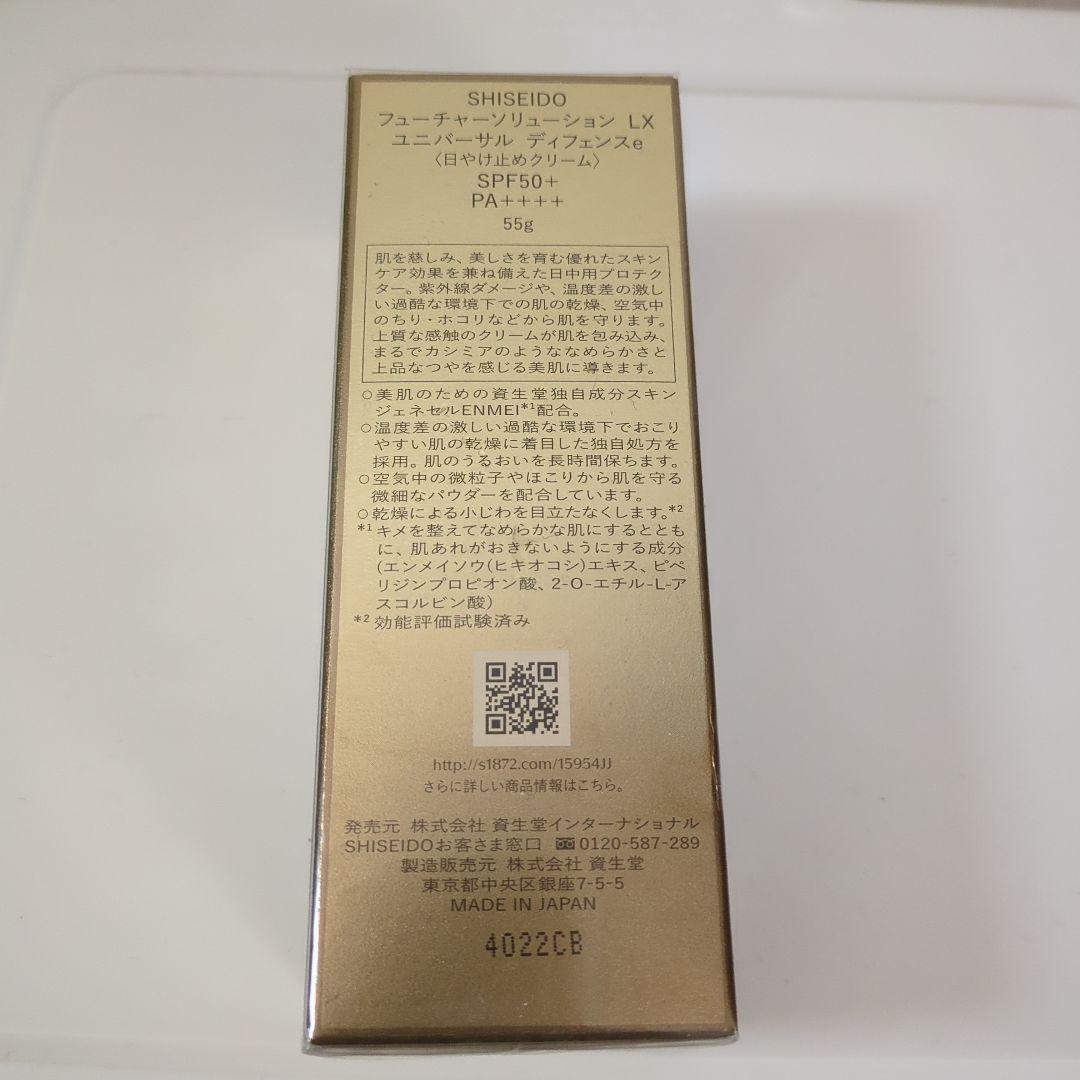 SHISEIDO
フューチャーソリューション LX
ユニバーサル ディフェンスe
〈日やけ止めクリーム〉
SPF50+
PA++++
55g
肌を慈しみ、美しさを育む優れたスキン
ケア効果を兼ね備えた日中用プロテク
ター。紫外線ダメージや、温度差の激し
い過酷な環境下での肌の乾燥、空気中
のちり・ホコリなどから肌を守ります。
上質な感触のクリームが肌を包み込み、
まるでカシミアのようななめらかさと
上品なつやを感じる美肌に導きます。
○美肌のための資生堂独自成分スキン
ジェネセルENMEI*1配合。
○温度差の激しい過酷な環境下でおこり
やすい肌の乾燥に着目した独自処方を
採用。肌のうるおいを長時間保ちます。
○空気中の微粒子やほこりから肌を守る
微細なパウダーを配合しています。
○乾燥による小じわを目立たなくします。*2
*1 キメを整えてなめらかな肌にするととも
に、肌あれがおきないようにする成分
(エンメイソウ(ヒキオコシ)エキス、ピペ
リジンプロピオン酸、2-O-エチル-L-ア
スコルビン酸)
*2 効能評価試験済み
http://s1872.com/15954JJ
さらに詳しい商品情報はこちら。
発売元 株式会社 資生堂インターナショナル
SHISEIDOお客さま窓口 0120-587-289
製造販売元 株式会社 資生堂
東京都中央区銀座7-5-5
MADE IN JAPAN
4022CB